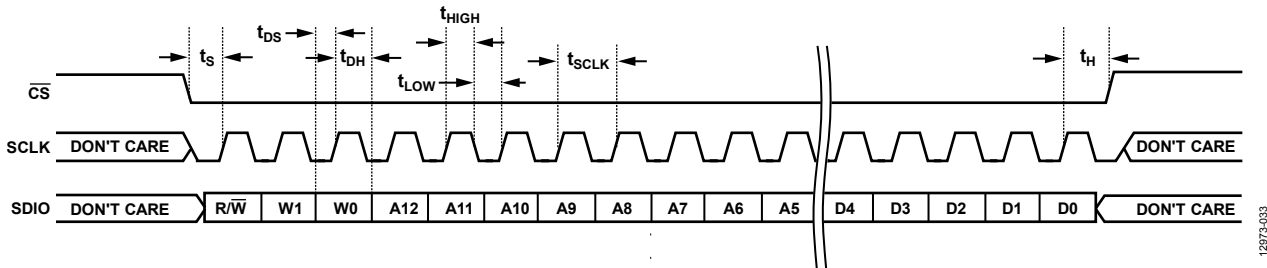 tHIGH
tDS
tS
tDH
tSCLK
tH
tLOW
CS
SCLK DON'T CARE DON'T CARE
SDIO DON'T CARE R/W W1 W0 A12 A11 A10 A9 A8 A7 A6 A5 D4 D3 D2 D1 D0 DON'T CARE
12973-033